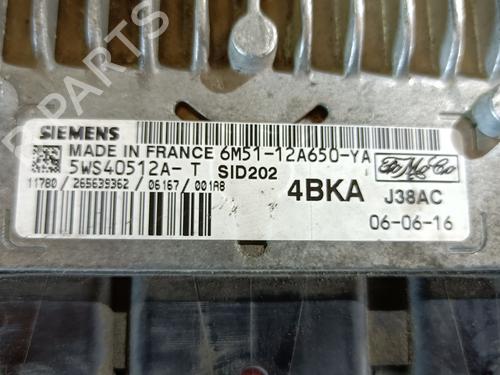 B-PARTS
SIEMENS
MADE IN FRANCE 6M51-12A650-YA
5WS40512A-T SID202
11780 / 265639362 / 06167 / 001A8
4BKA
J38AC
06-06-16